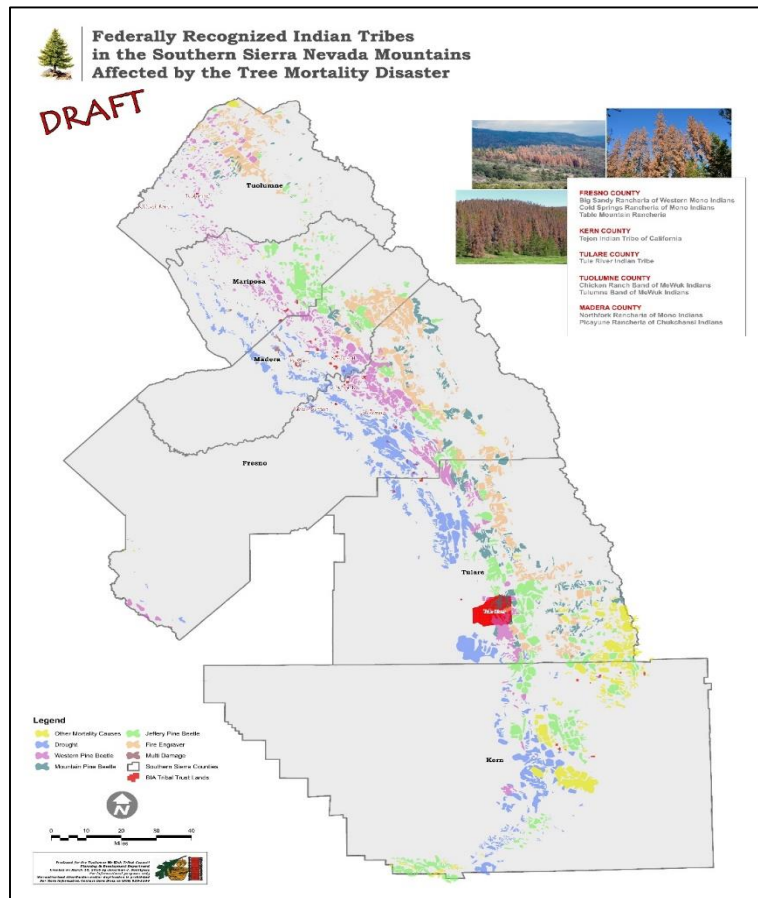 Federally Recognized Indian Tribes
in the Southern Sierra Nevada Mountains
Affected by the Tree Mortality Disaster
DRAFT
FRESNO COUNTY
Big Sandy Rancheria of Western Mono Indians
Cold Springs Rancheria of Mono Indians
Table Mountain Rancheria
KERN COUNTY
Tejon Indian Tribe of California
TULARE COUNTY
Tule River Indian Tribe
TUOLUMNE COUNTY
Chicken Ranch Band of MeWuk Indians
Tulumne Band of MeWuk Indians
MADERA COUNTY
Northfork Rancheria of Mono Indians
Picayune Rancheria of Chukchansi Indians
Tuolumne
Mariposa
Madera
Fresno
Tulare
Kern
Legend
Other Mortality Causes
Drought
Western Pine Beetle
Mountain Pine Beetle
Jeffery Pine Beetle
Fire Engraver
Multi Damage
Southern Sierra Counties
BIA Tribal Trust Lands
N
0 5 10 20 30 40
Miles